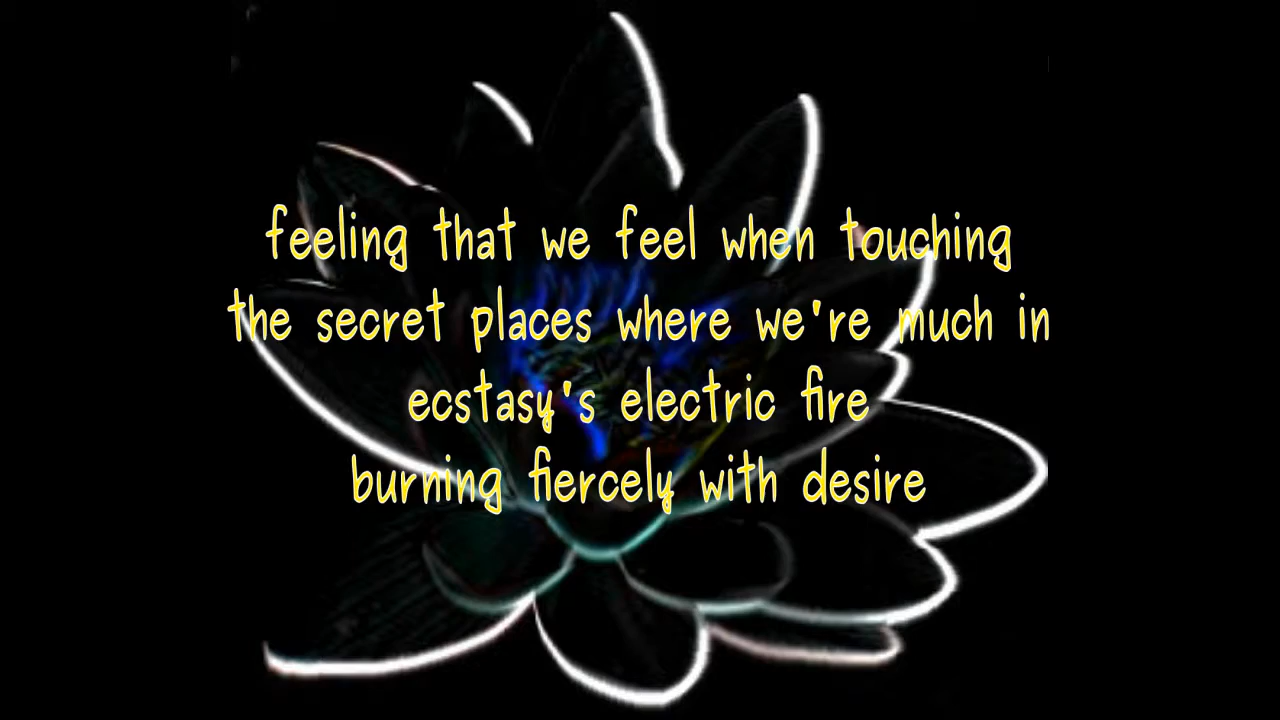 feeling that we feel when touching
the secret places where we're much in
ecstasy's electric fire
burning fiercely with desire